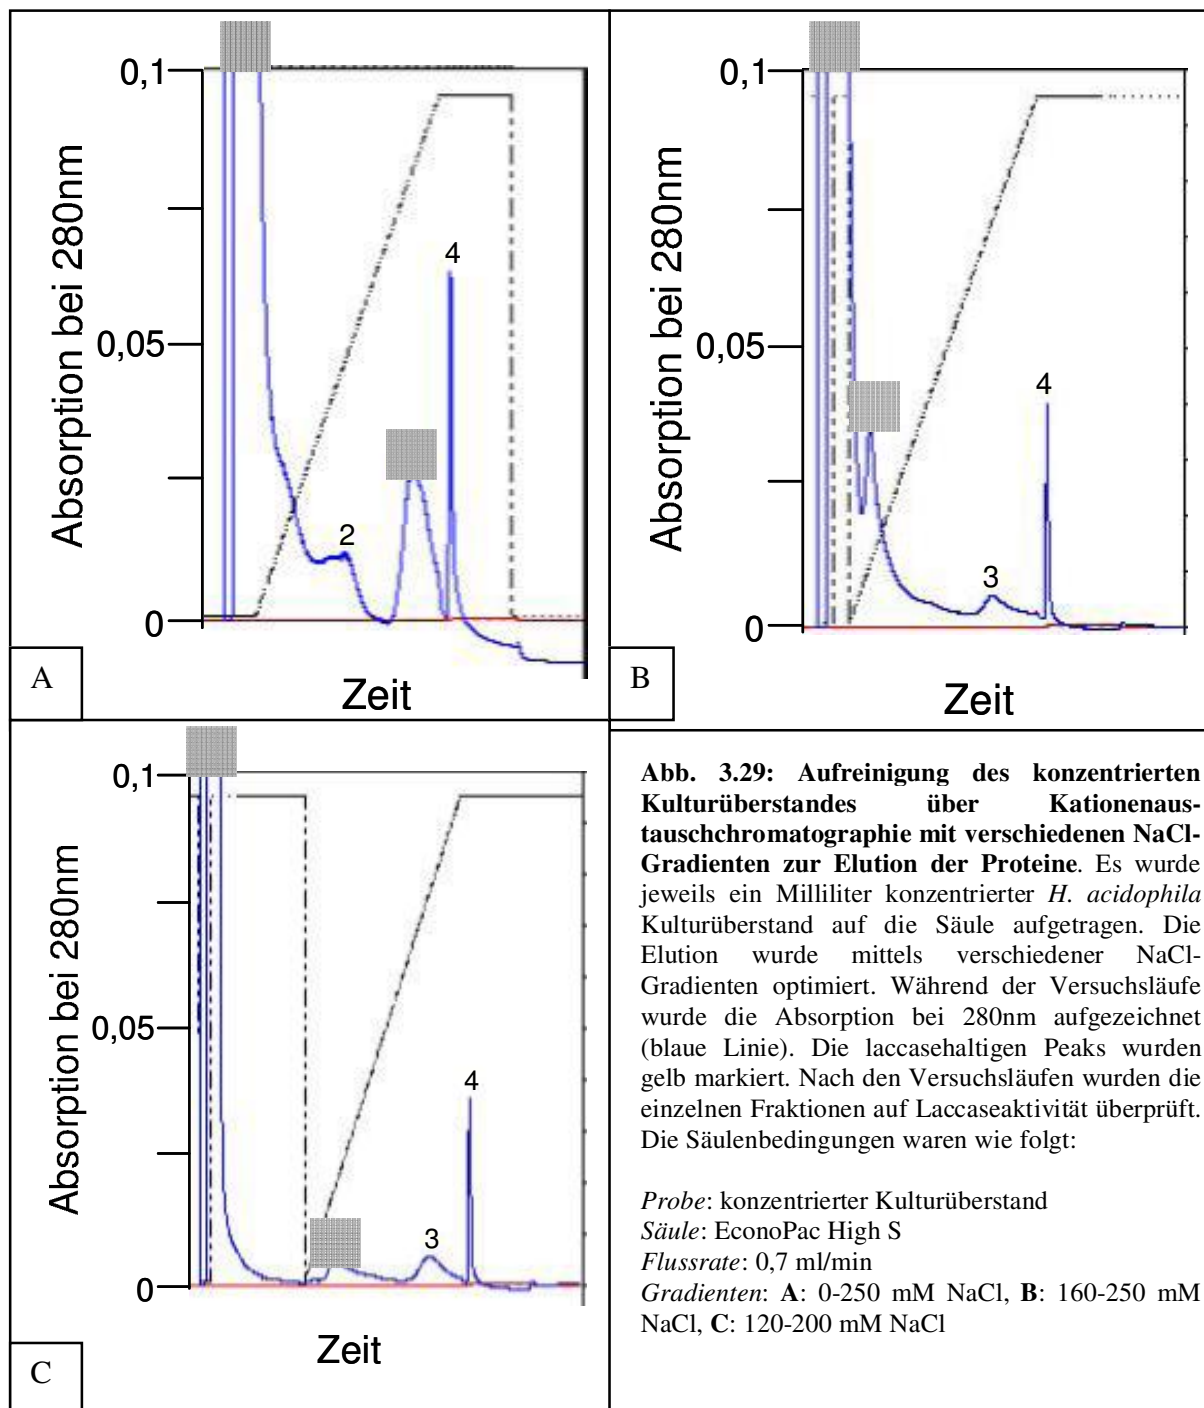 0,1
0,05
0
Absorption bei 280nm
2
4
Zeit
A
0,1
0,05
0
Absorption bei 280nm
3
4
Zeit
B
0,1
0,05
0
Absorption bei 280nm
3
4
Zeit
C
Abb. 3.29: Aufreinigung des konzentrierten
Kulturüberstandes über Kationenaus-
tauschchromatographie mit verschiedenen NaCl-
Gradienten zur Elution der Proteine. Es wurde
jeweils ein Milliliter konzentrierter H. acidophila
Kulturüberstand auf die Säule aufgetragen. Die
Elution wurde mittels verschiedener NaCl-
Gradienten optimiert. Während der Versuchsläufe
wurde die Absorption bei 280nm aufgezeichnet
(blaue Linie). Die laccasehaltigen Peaks wurden
gelb markiert. Nach den Versuchsläufen wurden die
einzelnen Fraktionen auf Laccaseaktivität überprüft.
Die Säulenbedingungen waren wie folgt:
Probe: konzentrierter Kulturüberstand
Säule: EconoPac High S
Flussrate: 0,7 ml/min
Gradienten: A: 0-250 mM NaCl, B: 160-250 mM
NaCl, C: 120-200 mM NaCl